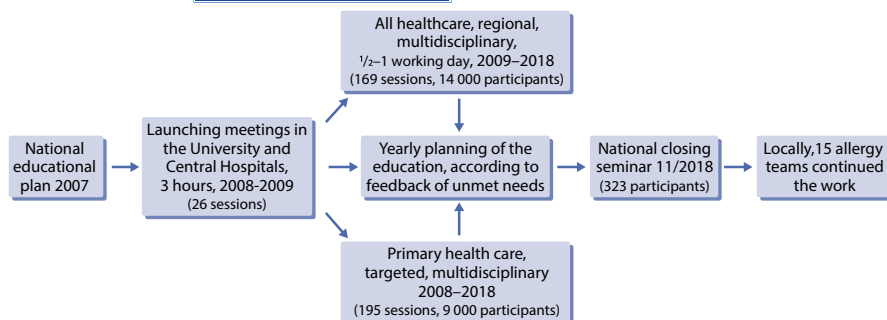 All healthcare, regional,
multidisciplinary,
½–1 working day, 2009–2018
(169 sessions, 14 000 participants)
National
educational
plan 2007
Launching meetings in
the University and
Central Hospitals,
3 hours, 2008-2009
(26 sessions)
Yearly planning of the
education, according to
feedback of unmet needs
National closing
seminar 11/2018
(323 participants)
Locally,15 allergy
teams continued
the work
Primary health care,
targeted, multidisciplinary
2008–2018
(195 sessions, 9 000 participants)